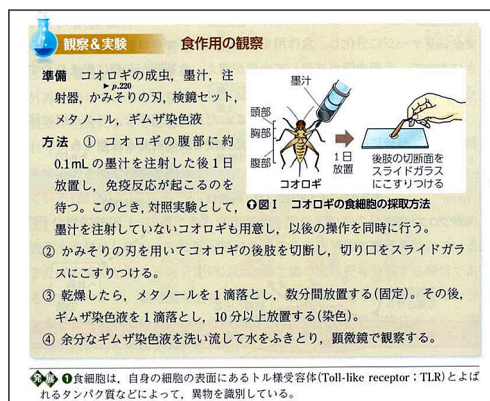 観察&実験 食作用の観察
準備 コオロギの成虫，墨汁，注
▶p.220
射器，かみそりの刃，検鏡セット，
メタノール，ギムザ染色液
方法 ① コオロギの腹部に約
0.1mLの墨汁を注射した後1日
放置し，免疫反応が起こるのを
待つ。このとき，対照実験として，
墨汁を注射していないコオロギも用意し，以後の操作を同時に行う。
墨汁
頭部
胸部
腹部
コオロギ
1日
放置
後肢の切断面を
スライドガラス
にこすりつける
図Ⅰ コオロギの食細胞の採取方法
② かみそりの刃を用いてコオロギの後肢を切断し，切り口をスライドガラ
スにこすりつける。
③ 乾燥したら，メタノールを1滴落とし，数分間放置する(固定)。その後，
ギムザ染色液を1滴落とし，10分以上放置する(染色)。
④ 余分なギムザ染色液を洗い流して水をふきとり，顕微鏡で観察する。
発展 ❶食細胞は，自身の細胞の表面にあるトル様受容体(Toll-like receptor；TLR)とよば
れるタンパク質などによって，異物を識別している。